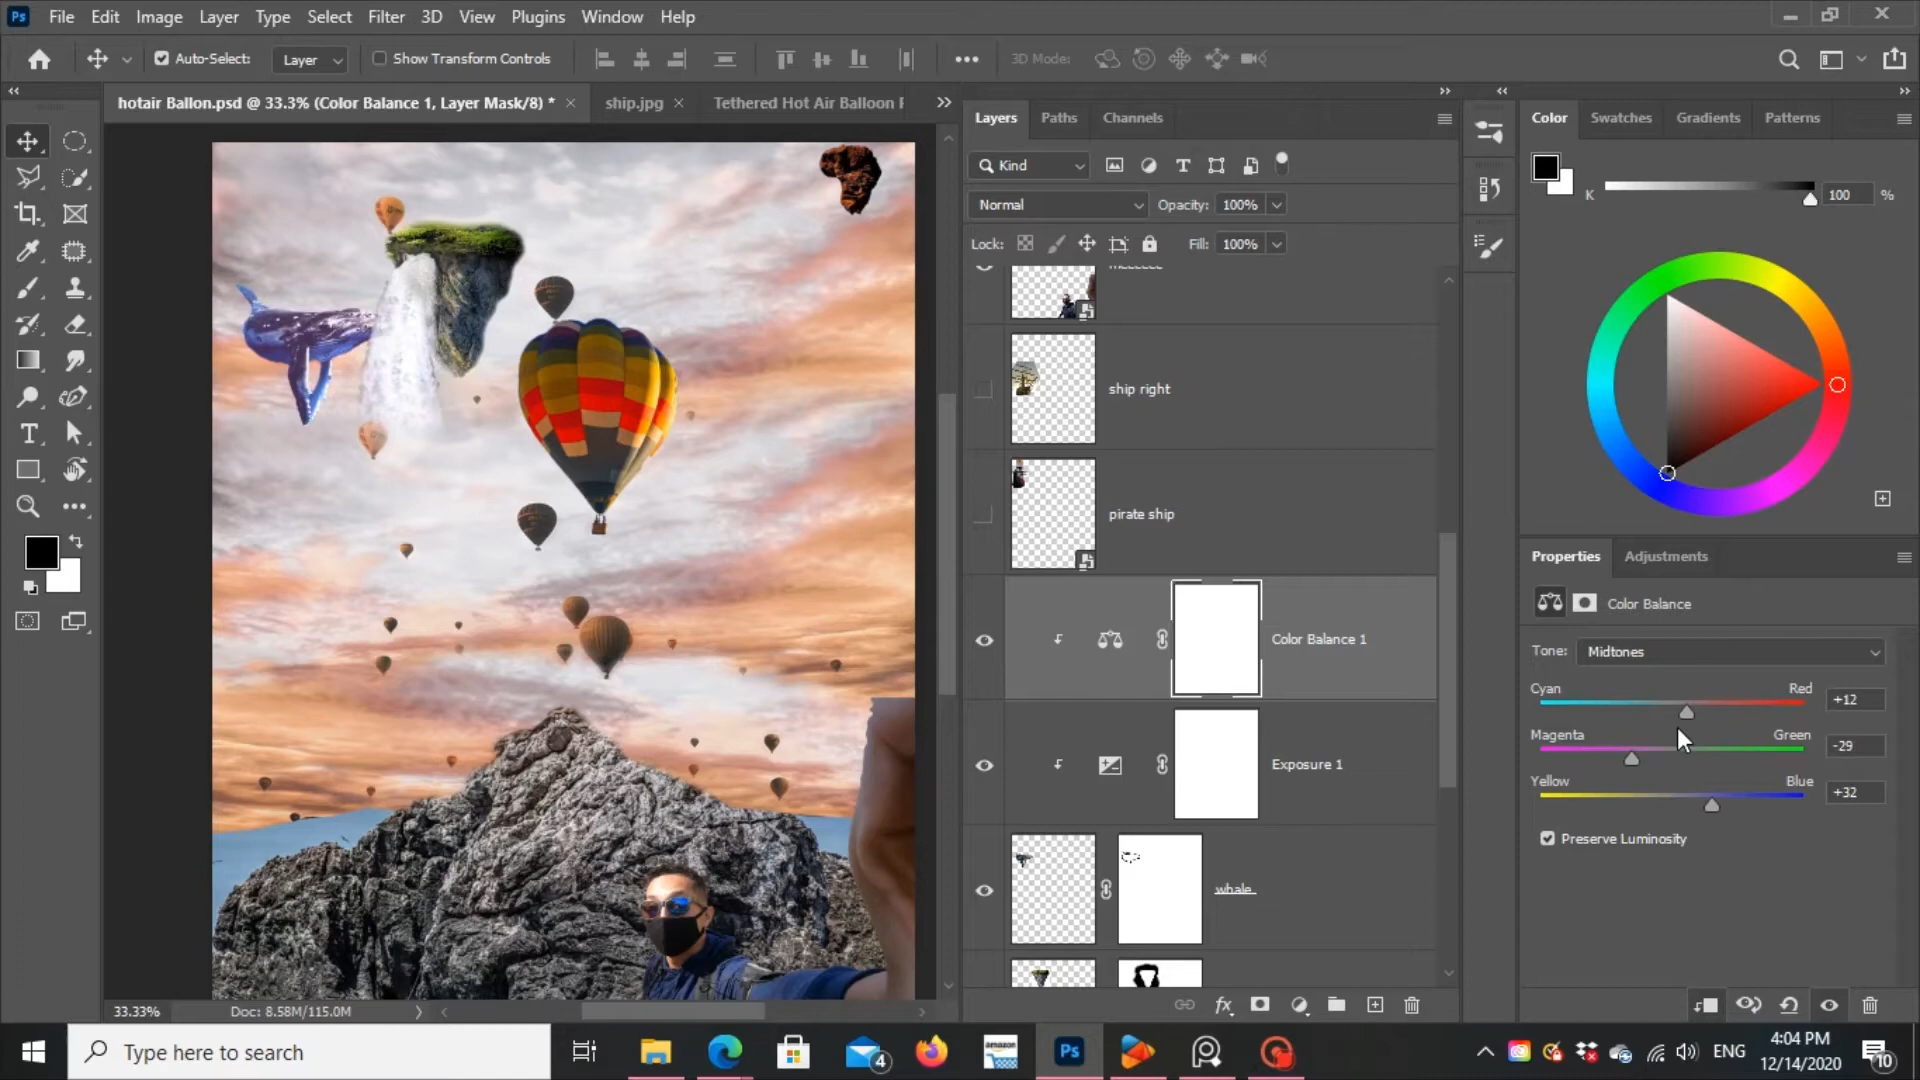 Ps File Edit Image Layer Type Select Filter 3D View Plugins Window Help
Auto-Select: Layer Show Transform Controls 3D Mode:
hotair Ballon.psd @ 33.3% (Color Balance 1, Layer Mask/8) * ship.jpg Tethered Hot Air Balloon
Layers Paths Channels
Kind
Normal Opacity: 100%
Lock: Fill: 100%
ship right
pirate ship
Color Balance 1
Exposure 1
whale
Color Swatches Gradients Patterns
K 100 %
Properties Adjustments
Color Balance
Tone: Midtones
Cyan Red +12
Magenta Green -29
Yellow Blue +32
Preserve Luminosity
33.33% Doc: 8.58M/115.0M
Type here to search
4
amazon
Ps
ENG
4:04 PM
12/14/2020
10